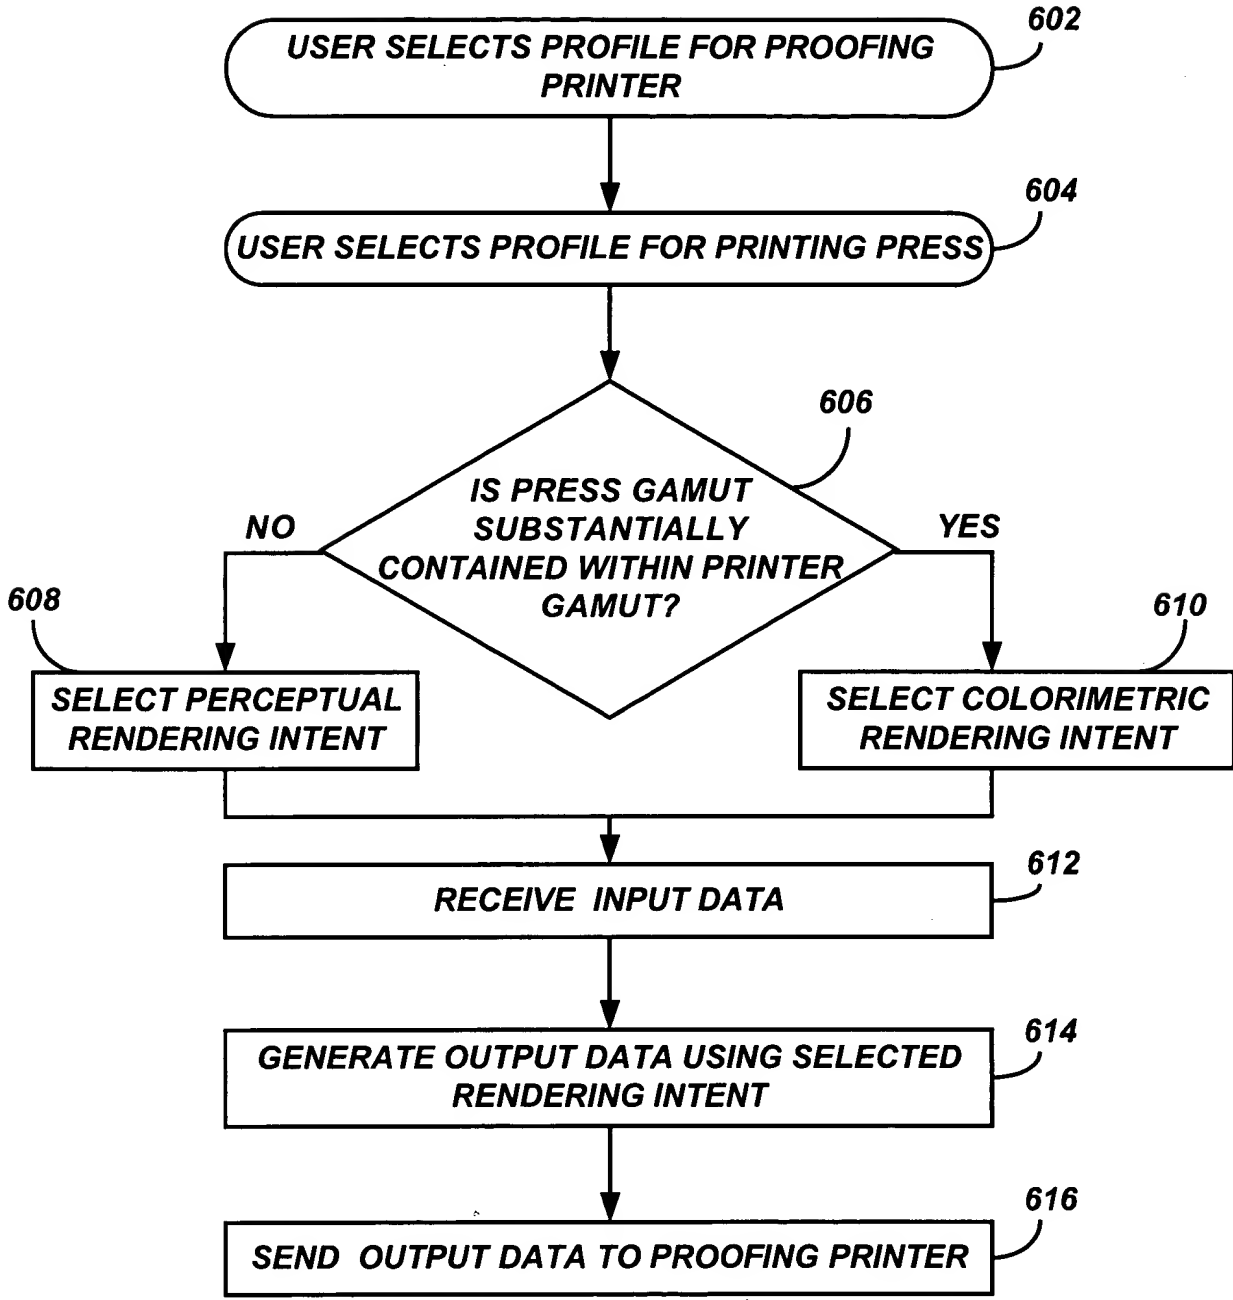 602
USER SELECTS PROFILE FOR PROOFING
PRINTER
604
USER SELECTS PROFILE FOR PRINTING PRESS
606
IS PRESS GAMUT
SUBSTANTIALLY
CONTAINED WITHIN PRINTER
GAMUT?
NO
YES
608
SELECT PERCEPTUAL
RENDERING INTENT
610
SELECT COLORIMETRIC
RENDERING INTENT
612
RECEIVE INPUT DATA
614
GENERATE OUTPUT DATA USING SELECTED
RENDERING INTENT
616
SEND OUTPUT DATA TO PROOFING PRINTER